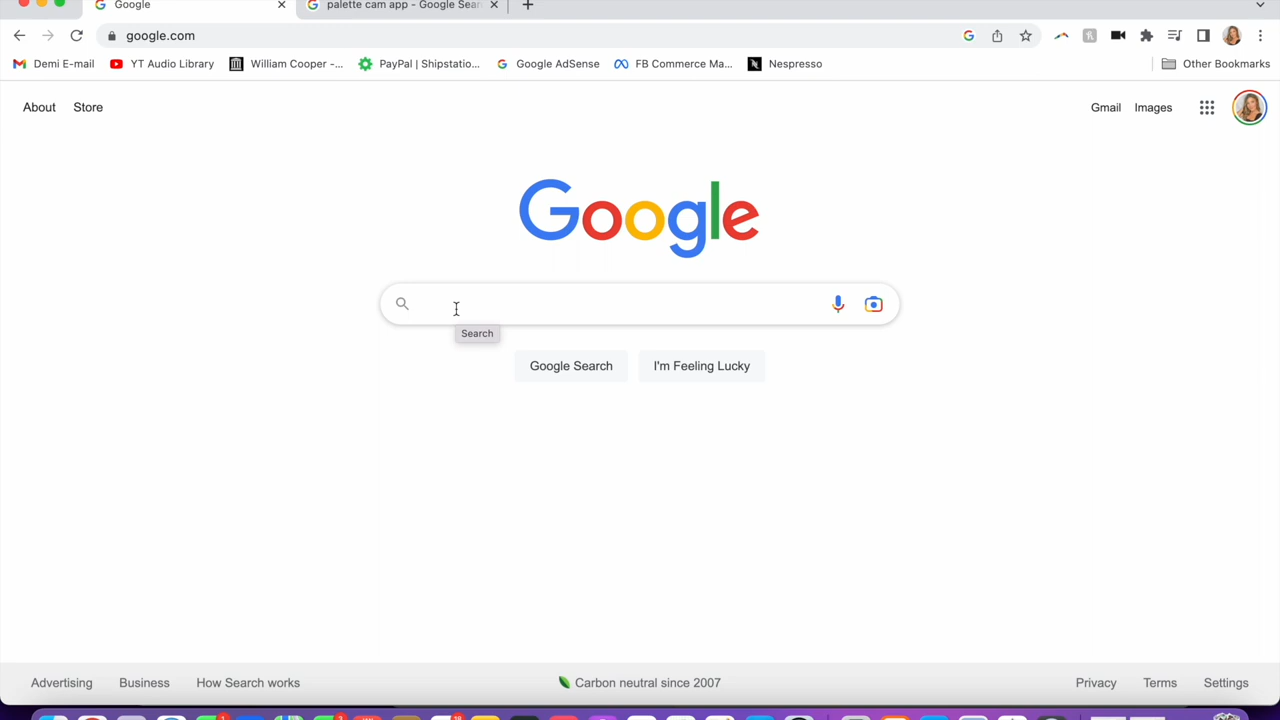 Google
palette cam app - Google Sear
google.com
Demi E-mail
YT Audio Library
William Cooper -...
PayPal | Shipstatio...
Google AdSense
FB Commerce Ma...
Nespresso
Other Bookmarks
About
Store
Gmail
Images
Google
Search
Google Search
I'm Feeling Lucky
Advertising
Business
How Search works
Carbon neutral since 2007
Privacy
Terms
Settings